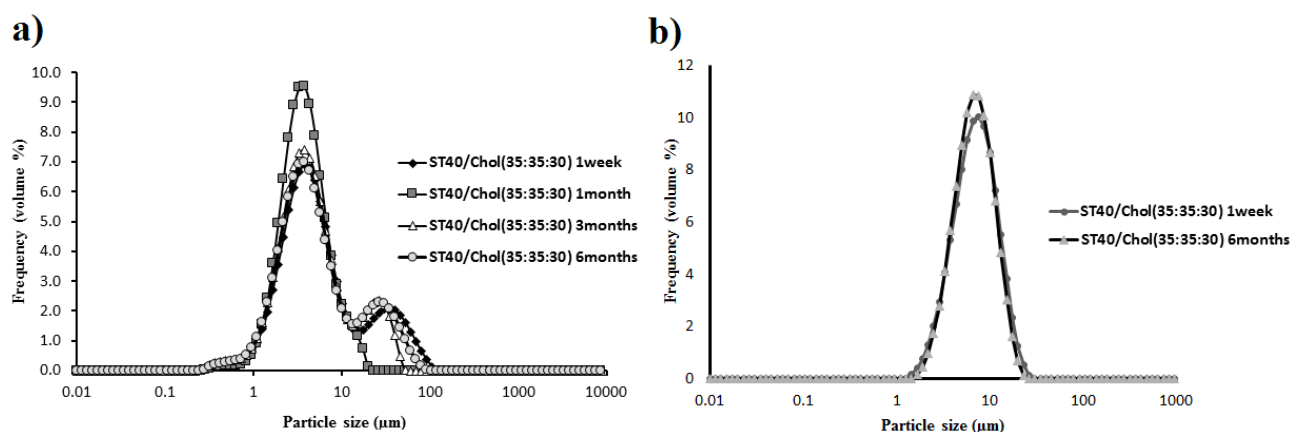 a)
10.0
9.0
8.0
7.0
6.0
5.0
4.0
3.0
2.0
1.0
0.0
Frequency (volume %)
0.01 0.1 1 10 100 1000 10000
Particle size (µm)
ST40/Chol(35:35:30) 1week
ST40/Chol(35:35:30) 1month
ST40/Chol(35:35:30) 3months
ST40/Chol(35:35:30) 6months
b)
12
10
8
6
4
2
0
Frequency (volume %)
0.01 0.1 1 10 100 1000
Particle size (µm)
ST40/Chol(35:35:30) 1week
ST40/Chol(35:35:30) 6months